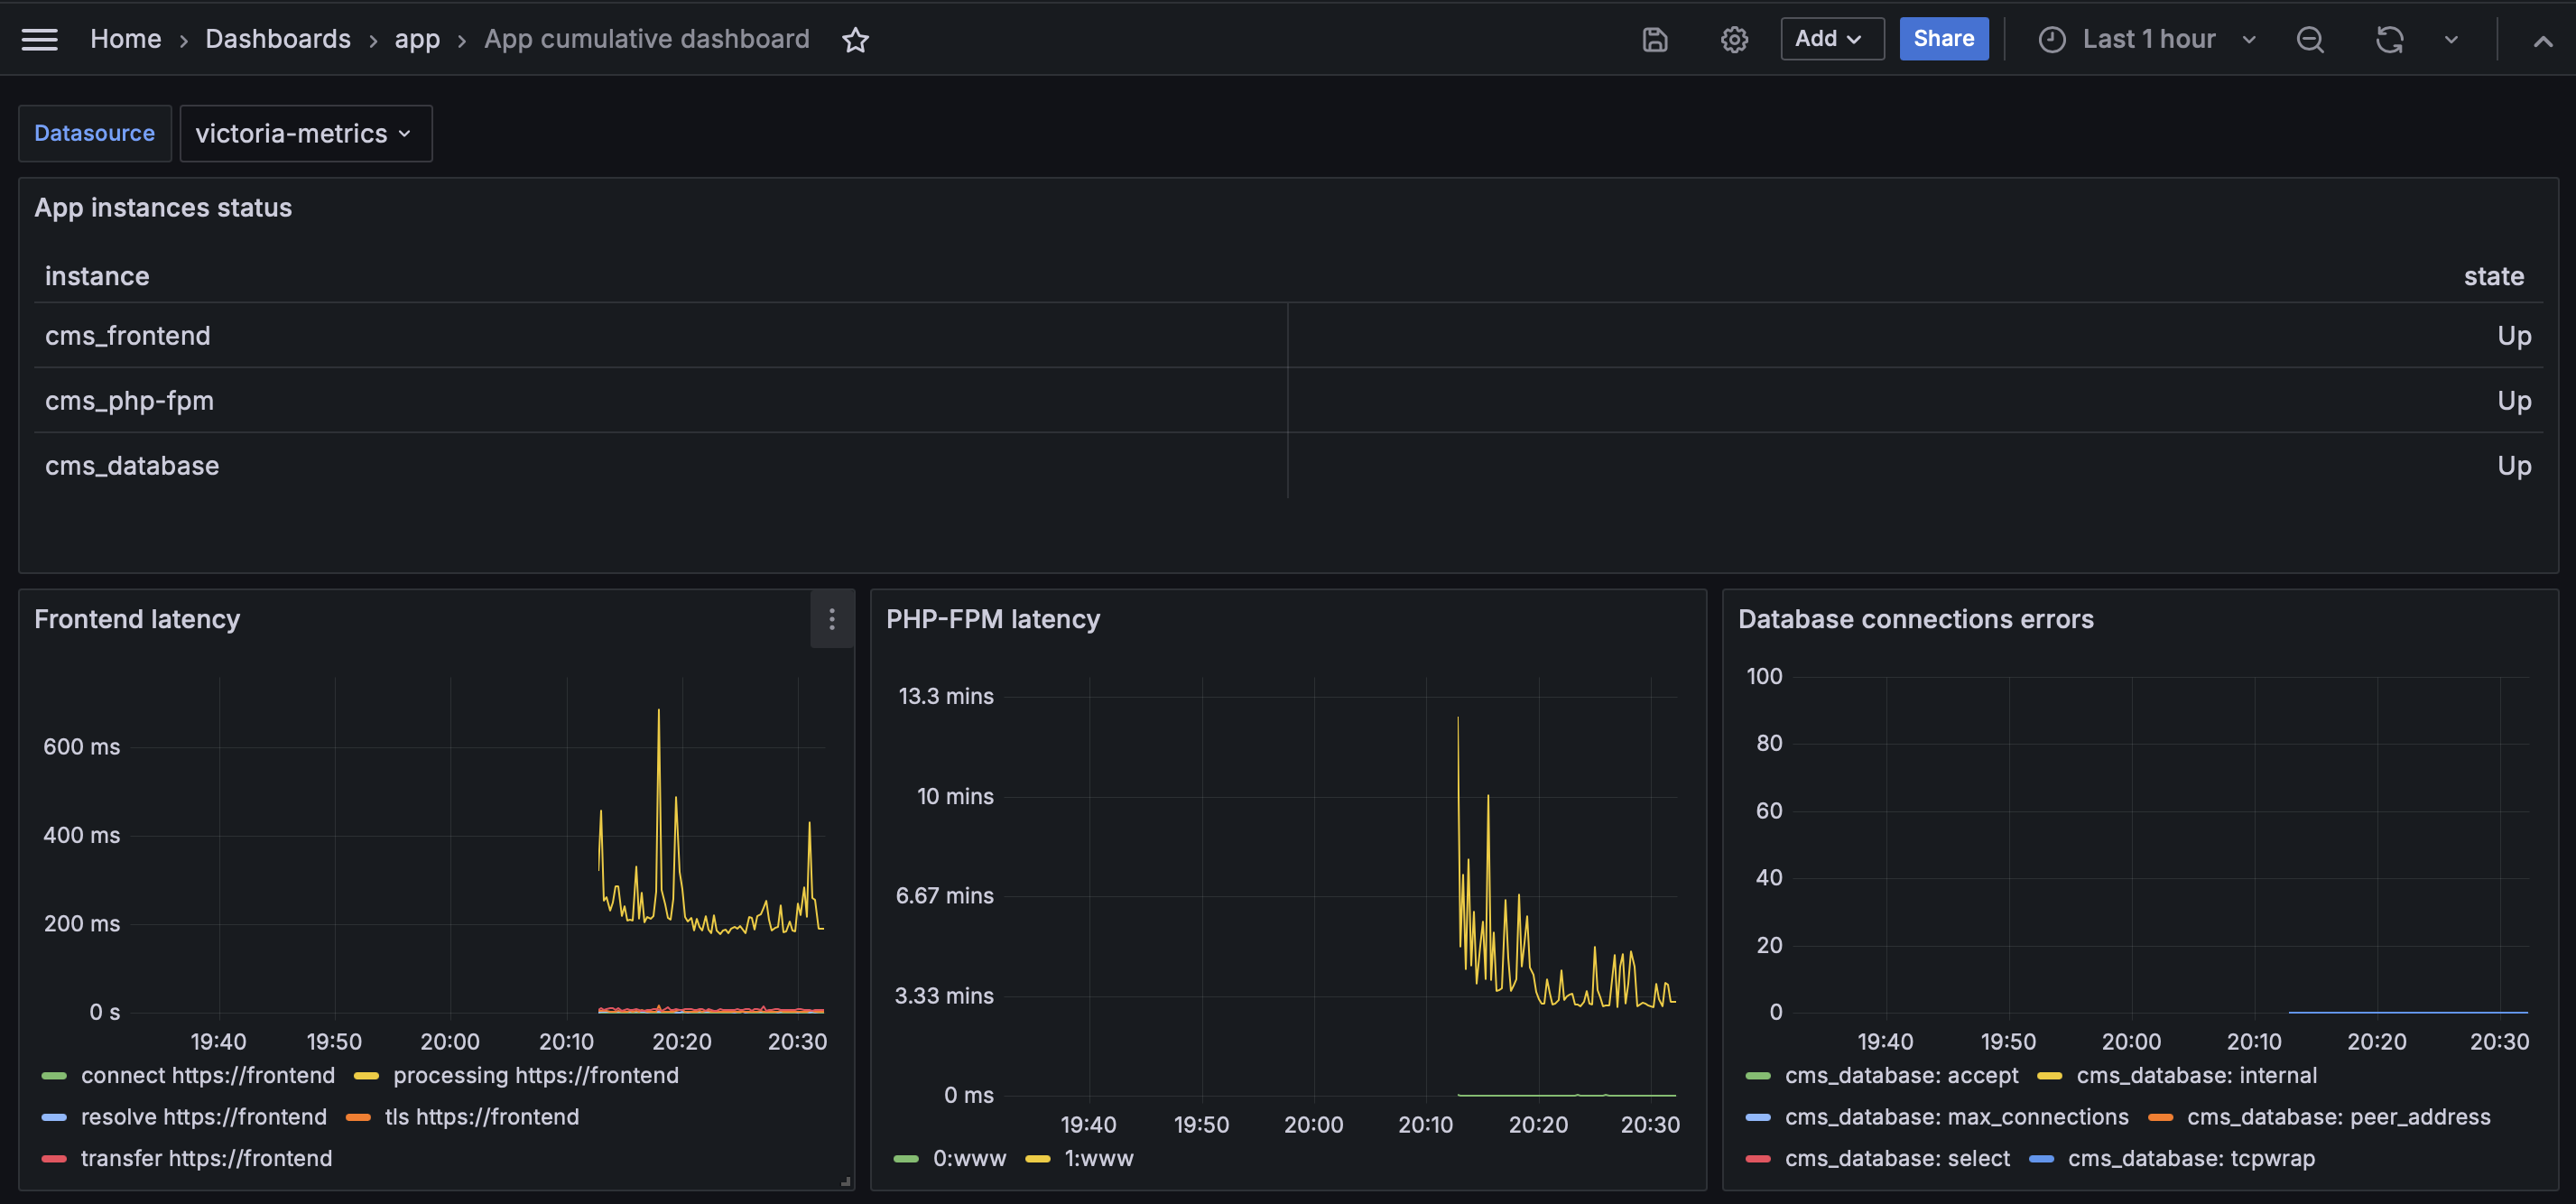 Home › Dashboards › app › App cumulative dashboard Add Share Last 1 hour
Datasource victoria-metrics
App instances status
instance state
cms_frontend Up
cms_php-fpm Up
cms_database Up
Frontend latency
600 ms
400 ms
200 ms
0 s
19:40 19:50 20:00 20:10 20:20 20:30
connect https://frontend processing https://frontend
resolve https://frontend tls https://frontend
transfer https://frontend
PHP-FPM latency
13.3 mins
10 mins
6.67 mins
3.33 mins
0 ms
19:40 19:50 20:00 20:10 20:20 20:30
0:www 1:www
Database connections errors
100
80
60
40
20
0
19:40 19:50 20:00 20:10 20:20 20:30
cms_database: accept cms_database: internal
cms_database: max_connections cms_database: peer_address
cms_database: select cms_database: tcpwrap